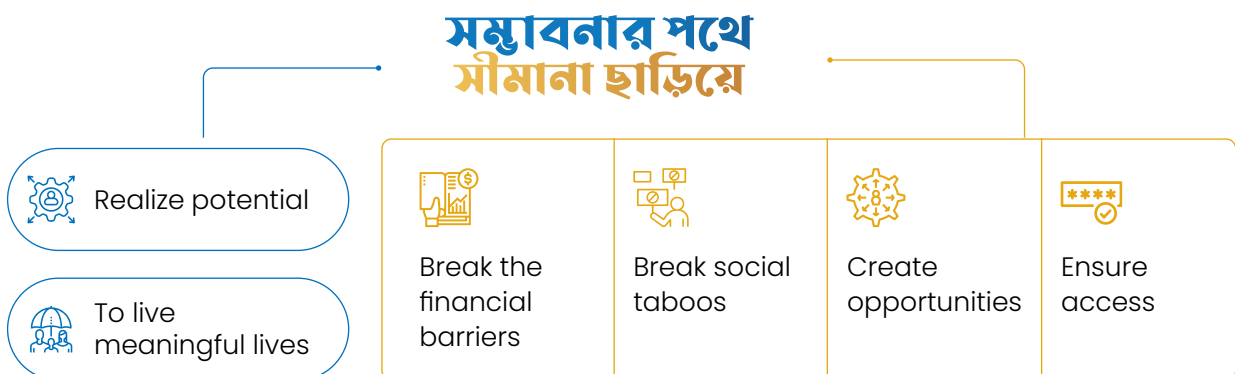 সম্ভাবনার পথে
সীমানা ছাড়িয়ে
Realize potential
To live
meaningful lives
Break the
financial
barriers
Break social
taboos
Create
opportunities
Ensure
access